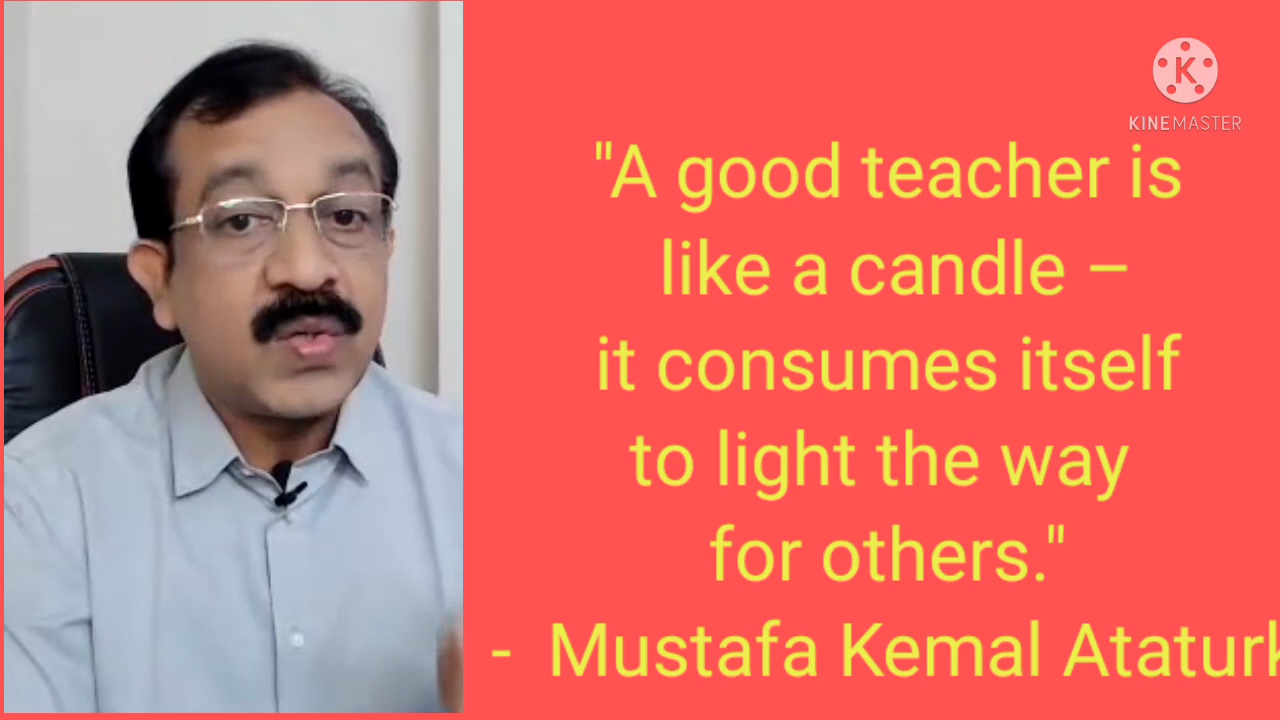 KINEMASTER
"A good teacher is
like a candle –
it consumes itself
to light the way
for others."
- Mustafa Kemal Ataturk